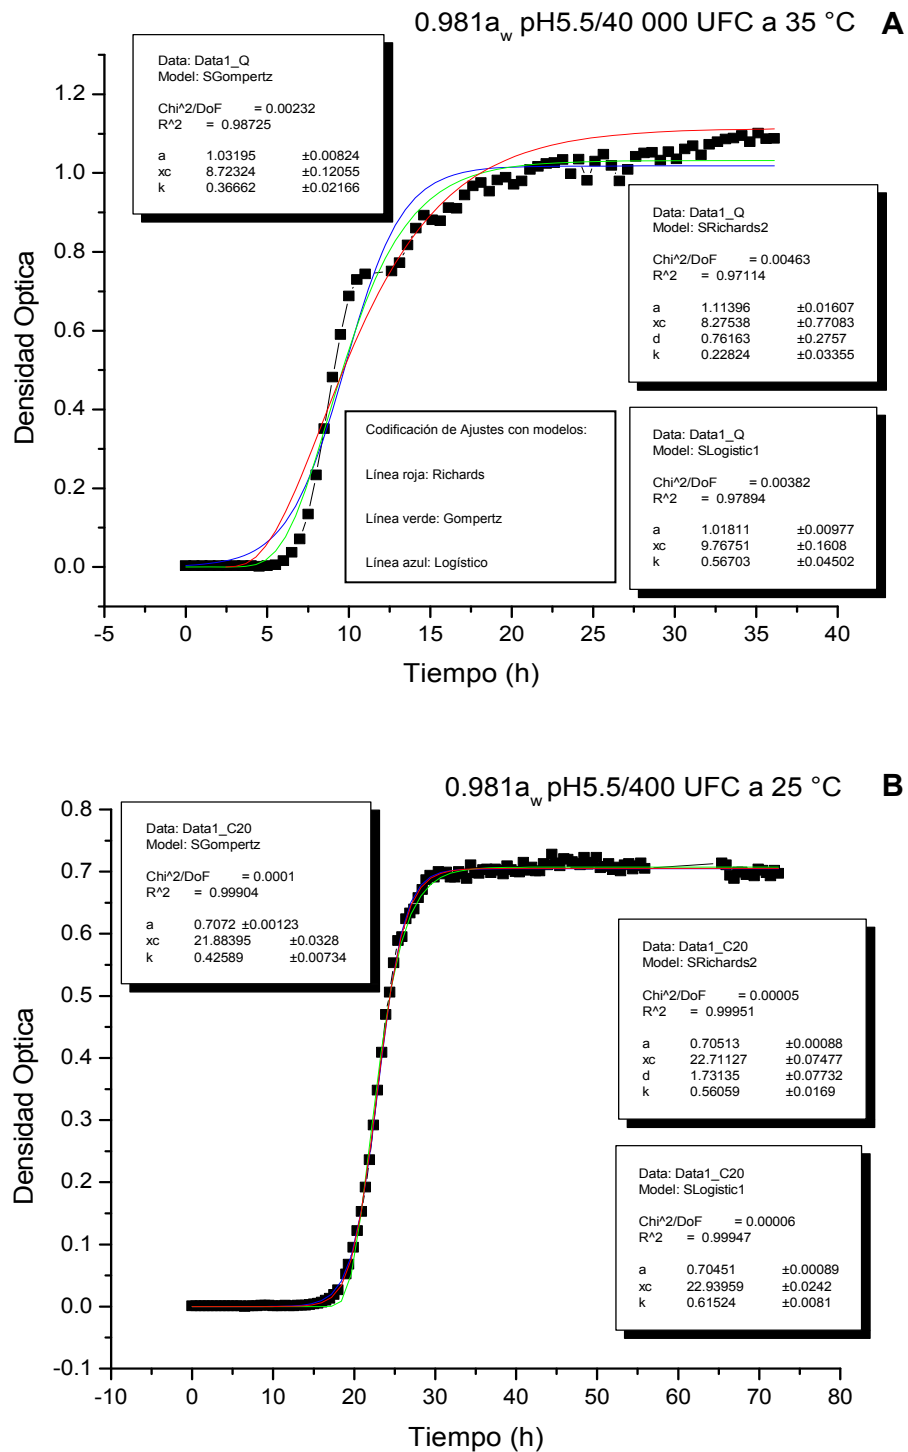 0.981aw pH5.5/40 000 UFC a 35 °C A
Data: Data1_Q
Model: SGompertz
Chi^2/DoF = 0.00232
R^2 = 0.98725
a 1.03195 ±0.00824
xc 8.72324 ±0.12055
k 0.36662 ±0.02166
Data: Data1_Q
Model: SRichards2
Chi^2/DoF = 0.00463
R^2 = 0.97114
a 1.11396 ±0.01607
xc 8.27538 ±0.77083
d 0.76163 ±0.2757
k 0.22824 ±0.03355
Codificación de Ajustes con modelos:
Línea roja: Richards
Línea verde: Gompertz
Línea azul: Logístico
Data: Data1_Q
Model: SLogistic1
Chi^2/DoF = 0.00382
R^2 = 0.97894
a 1.01811 ±0.00977
xc 9.76751 ±0.1608
k 0.56703 ±0.04502
1.2
1.0
0.8
0.6
0.4
0.2
0.0
Densidad Optica
-5 0 5 10 15 20 25 30 35 40
Tiempo (h)
0.981aw pH5.5/400 UFC a 25 °C B
Data: Data1_C20
Model: SGompertz
Chi^2/DoF = 0.0001
R^2 = 0.99904
a 0.7072 ±0.00123
xc 21.88395 ±0.0328
k 0.42589 ±0.00734
Data: Data1_C20
Model: SRichards2
Chi^2/DoF = 0.00005
R^2 = 0.99951
a 0.70513 ±0.00088
xc 22.71127 ±0.07477
d 1.73135 ±0.07732
k 0.56059 ±0.0169
Data: Data1_C20
Model: SLogistic1
Chi^2/DoF = 0.00006
R^2 = 0.99947
a 0.70451 ±0.00089
xc 22.93959 ±0.0242
k 0.61524 ±0.0081
0.8
0.7
0.6
0.5
0.4
0.3
0.2
0.1
0.0
-0.1
Densidad Optica
-10 0 10 20 30 40 50 60 70 80
Tiempo (h)